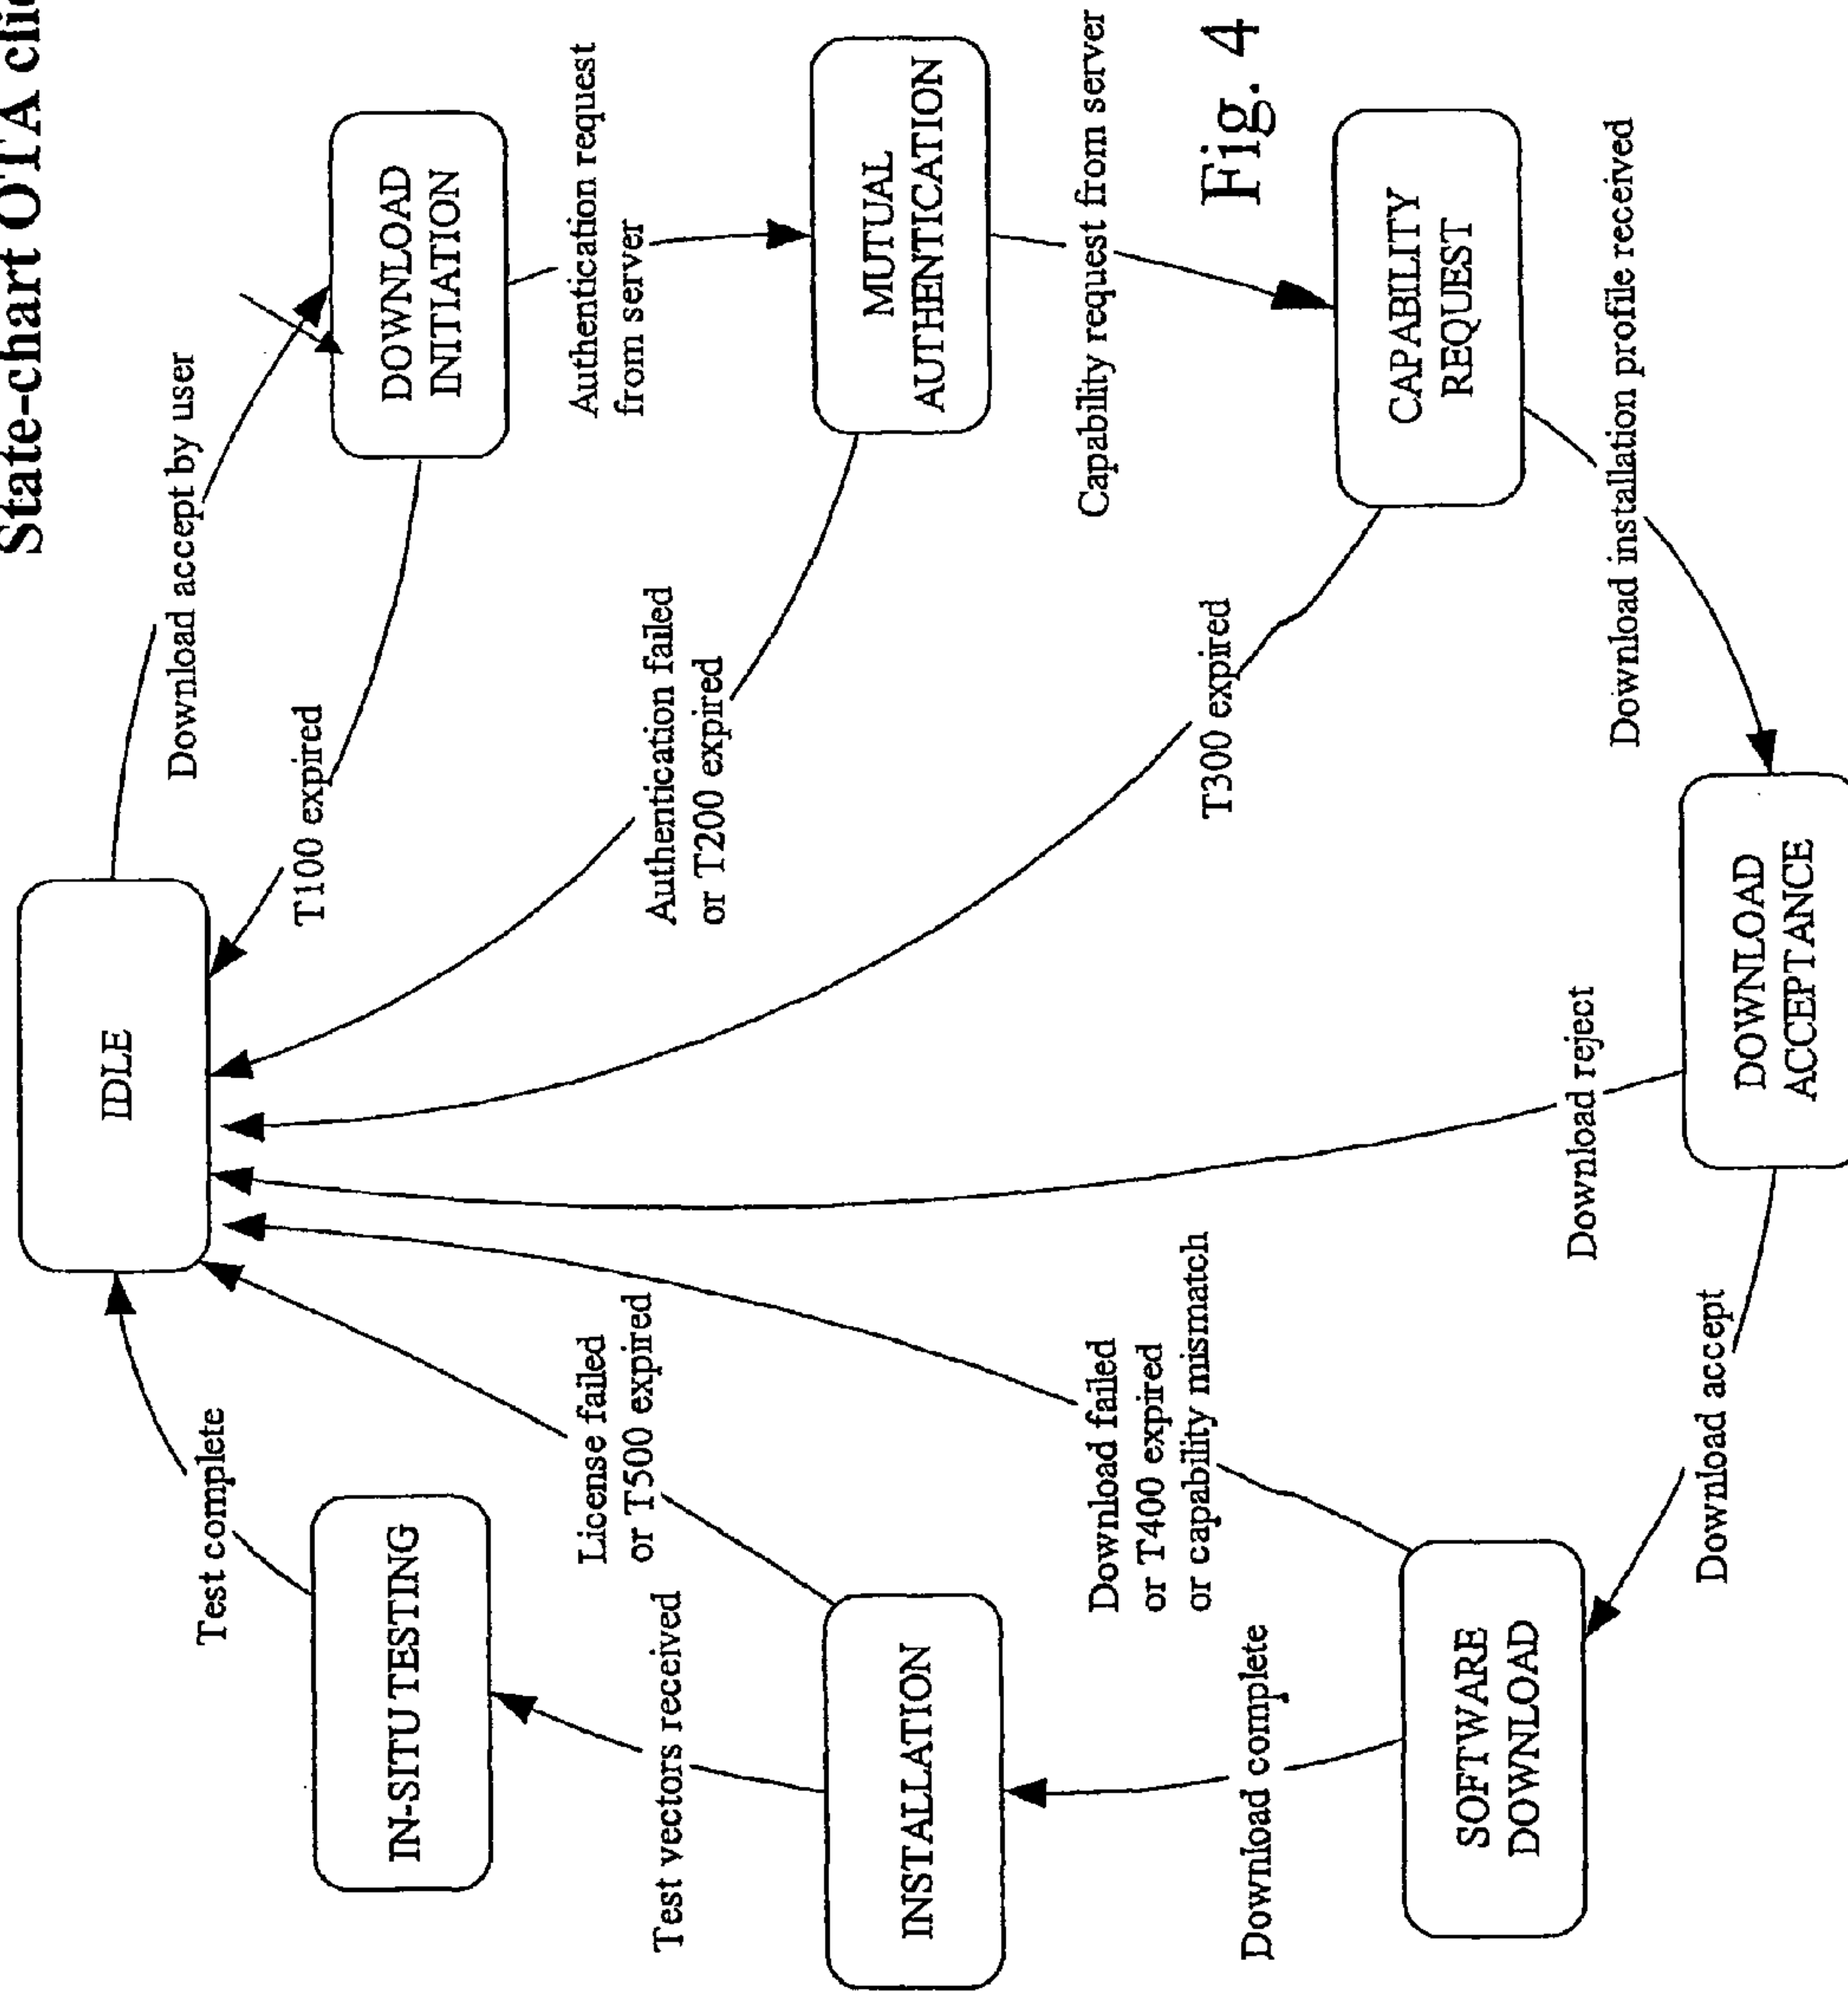 State-chart OTA
IDLE
Download accept by user
DOWNLOAD
INITIATION
T100 expired
Authentication request
from server
MUTUAL
AUTHENTICATION
Authentication failed
or T200 expired
Capability request from server
CAPABILITY
REQUEST
T300 expired
Download installation profile received
DOWNLOAD
ACCEPTANCE
Download reject
Download accept
SOFTWARE
DOWNLOAD
Download failed
or T400 expired
or capability mismatch
Download complete
INSTALLATION
License failed
or T500 expired
Test vectors received
IN-SITU TESTING
Test complete
Fig. 4